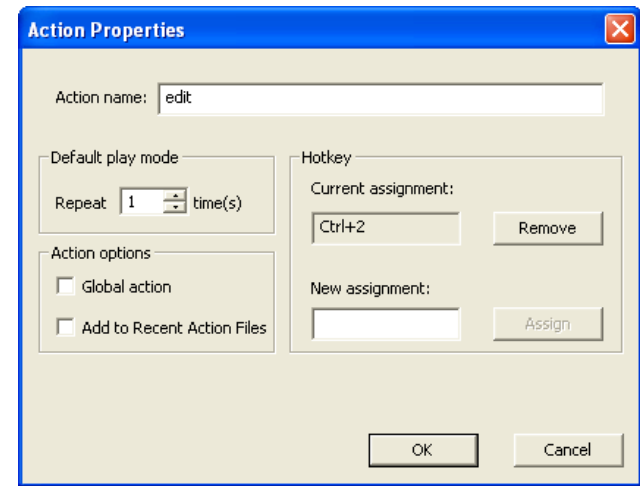 Action Properties
Action name: edit
Default play mode
Repeat 1 time(s)
Action options
Global action
Add to Recent Action Files
Hotkey
Current assignment:
Ctrl+2 Remove
New assignment:
Assign
OK Cancel